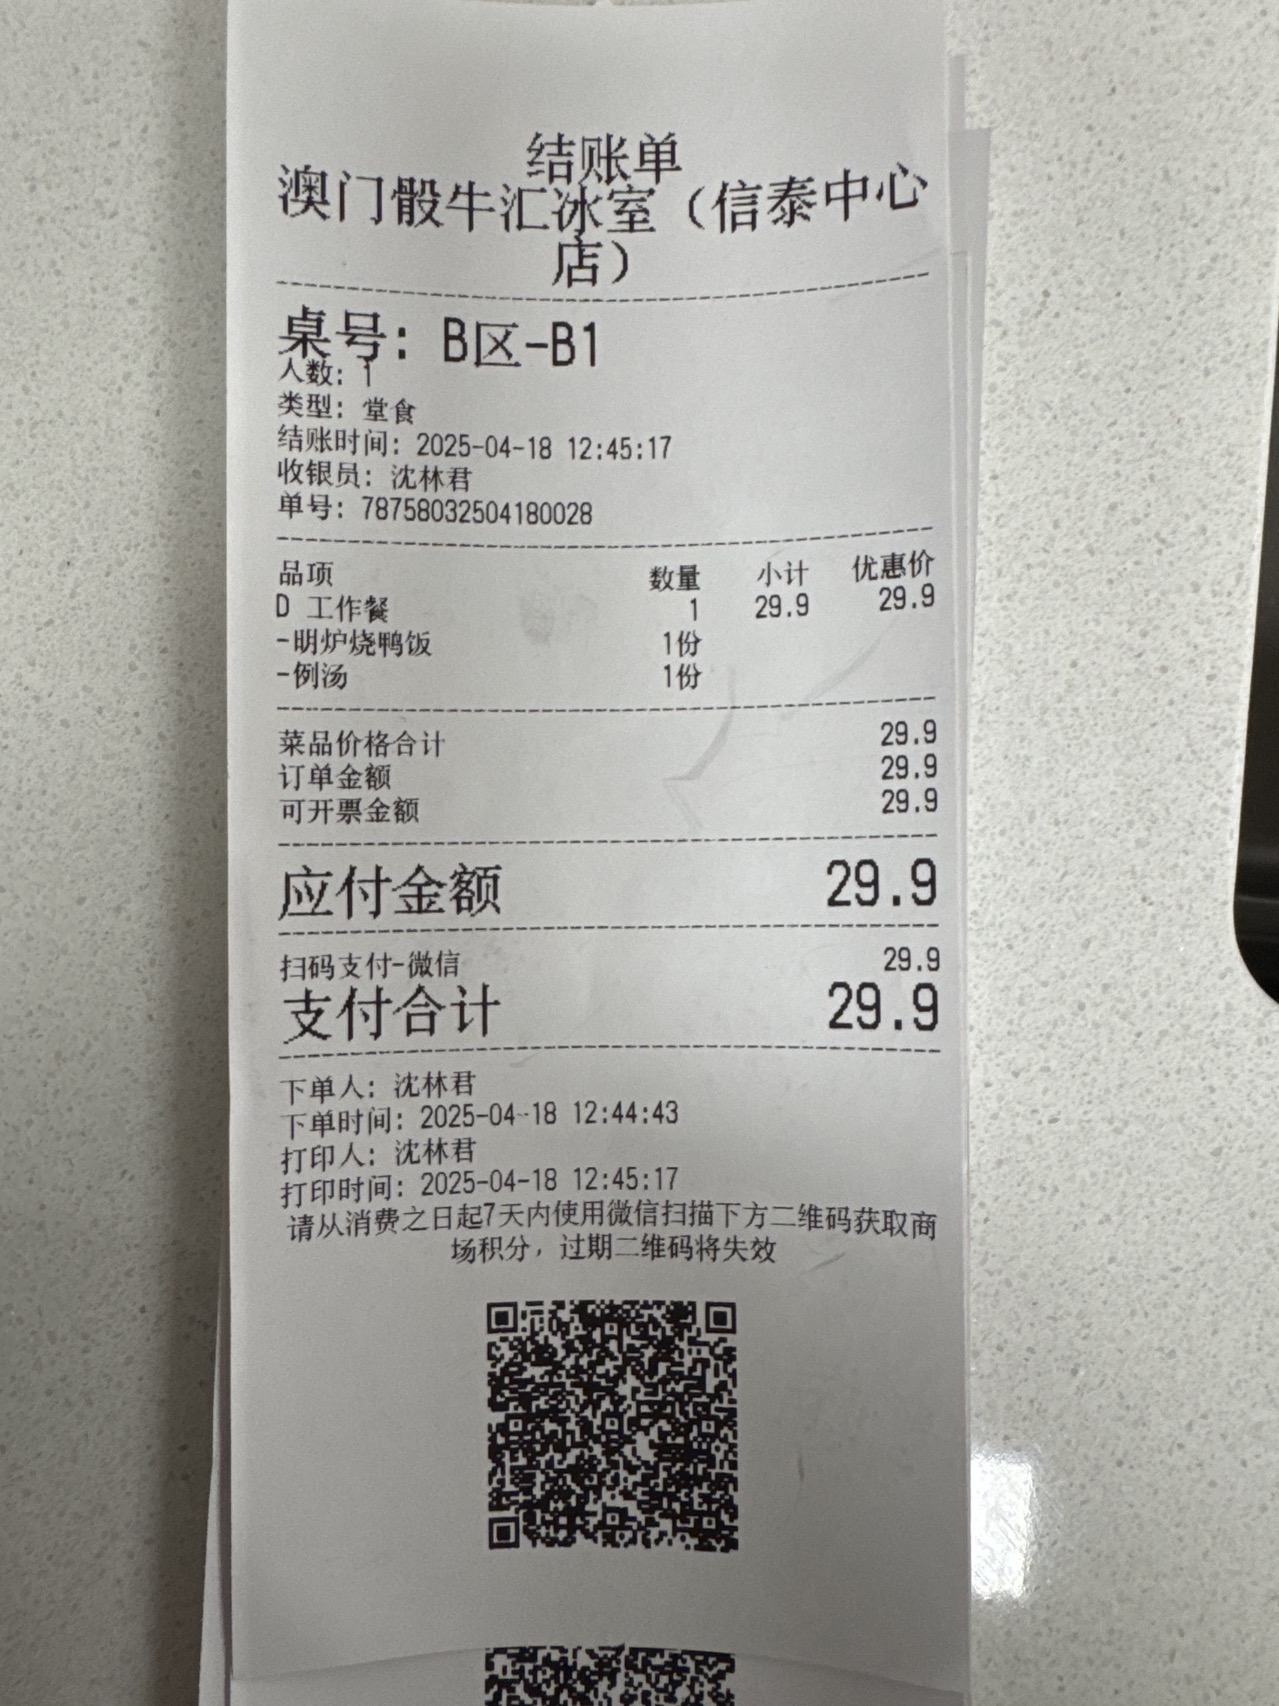 结账单
澳门骰牛汇冰室（信泰中心
店）
桌号：B区-B1
人数：1
类型：堂食
结账时间：2025-04-18 12:45:17
收银员：沈林君
单号：78758032504180028
品项 数量 小计 优惠价
D 工作餐 1 29.9 29.9
-明炉烧鸭饭 1份
-例汤 1份
菜品价格合计 29.9
订单金额 29.9
可开票金额 29.9
应付金额 29.9
扫码支付-微信 29.9
支付合计 29.9
下单人：沈林君
下单时间：2025-04-18 12:44:43
打印人：沈林君
打印时间：2025-04-18 12:45:17
请从消费之日起7天内使用微信扫描下方二维码获取商
场积分，过期二维码将失效